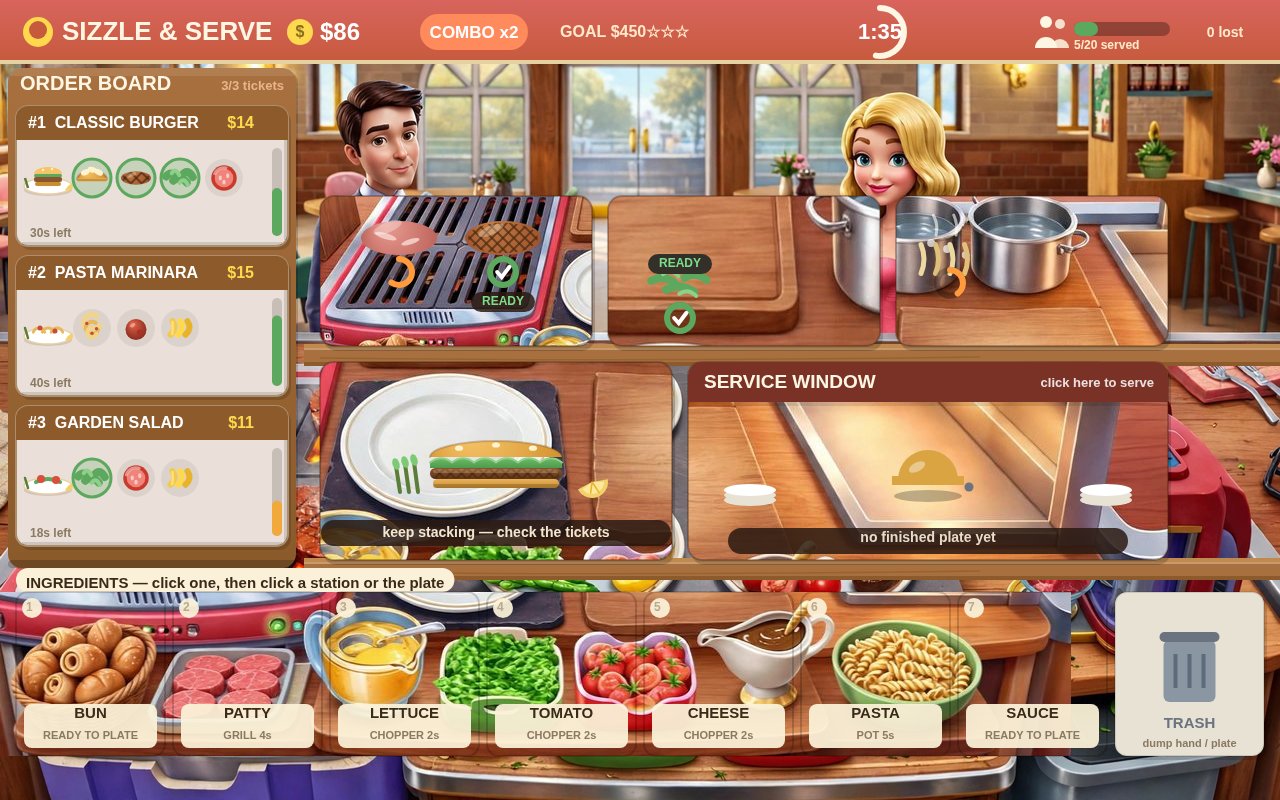 SIZZLE & SERVE $ $86 COMBO x2 GOAL $450☆☆☆ 1:35 5/20 served 0 lost
ORDER BOARD 3/3 tickets
#1 CLASSIC BURGER $14
30s left
#2 PASTA MARINARA $15
40s left
#3 GARDEN SALAD $11
18s left
READY
READY
SERVICE WINDOW click here to serve
keep stacking — check the tickets
no finished plate yet
INGREDIENTS — click one, then click a station or the plate
1 2 3 4 5 6 7
BUN
READY TO PLATE
PATTY
GRILL 4s
LETTUCE
CHOPPER 2s
TOMATO
CHOPPER 2s
CHEESE
CHOPPER 2s
PASTA
POT 5s
SAUCE
READY TO PLATE
TRASH
dump hand / plate